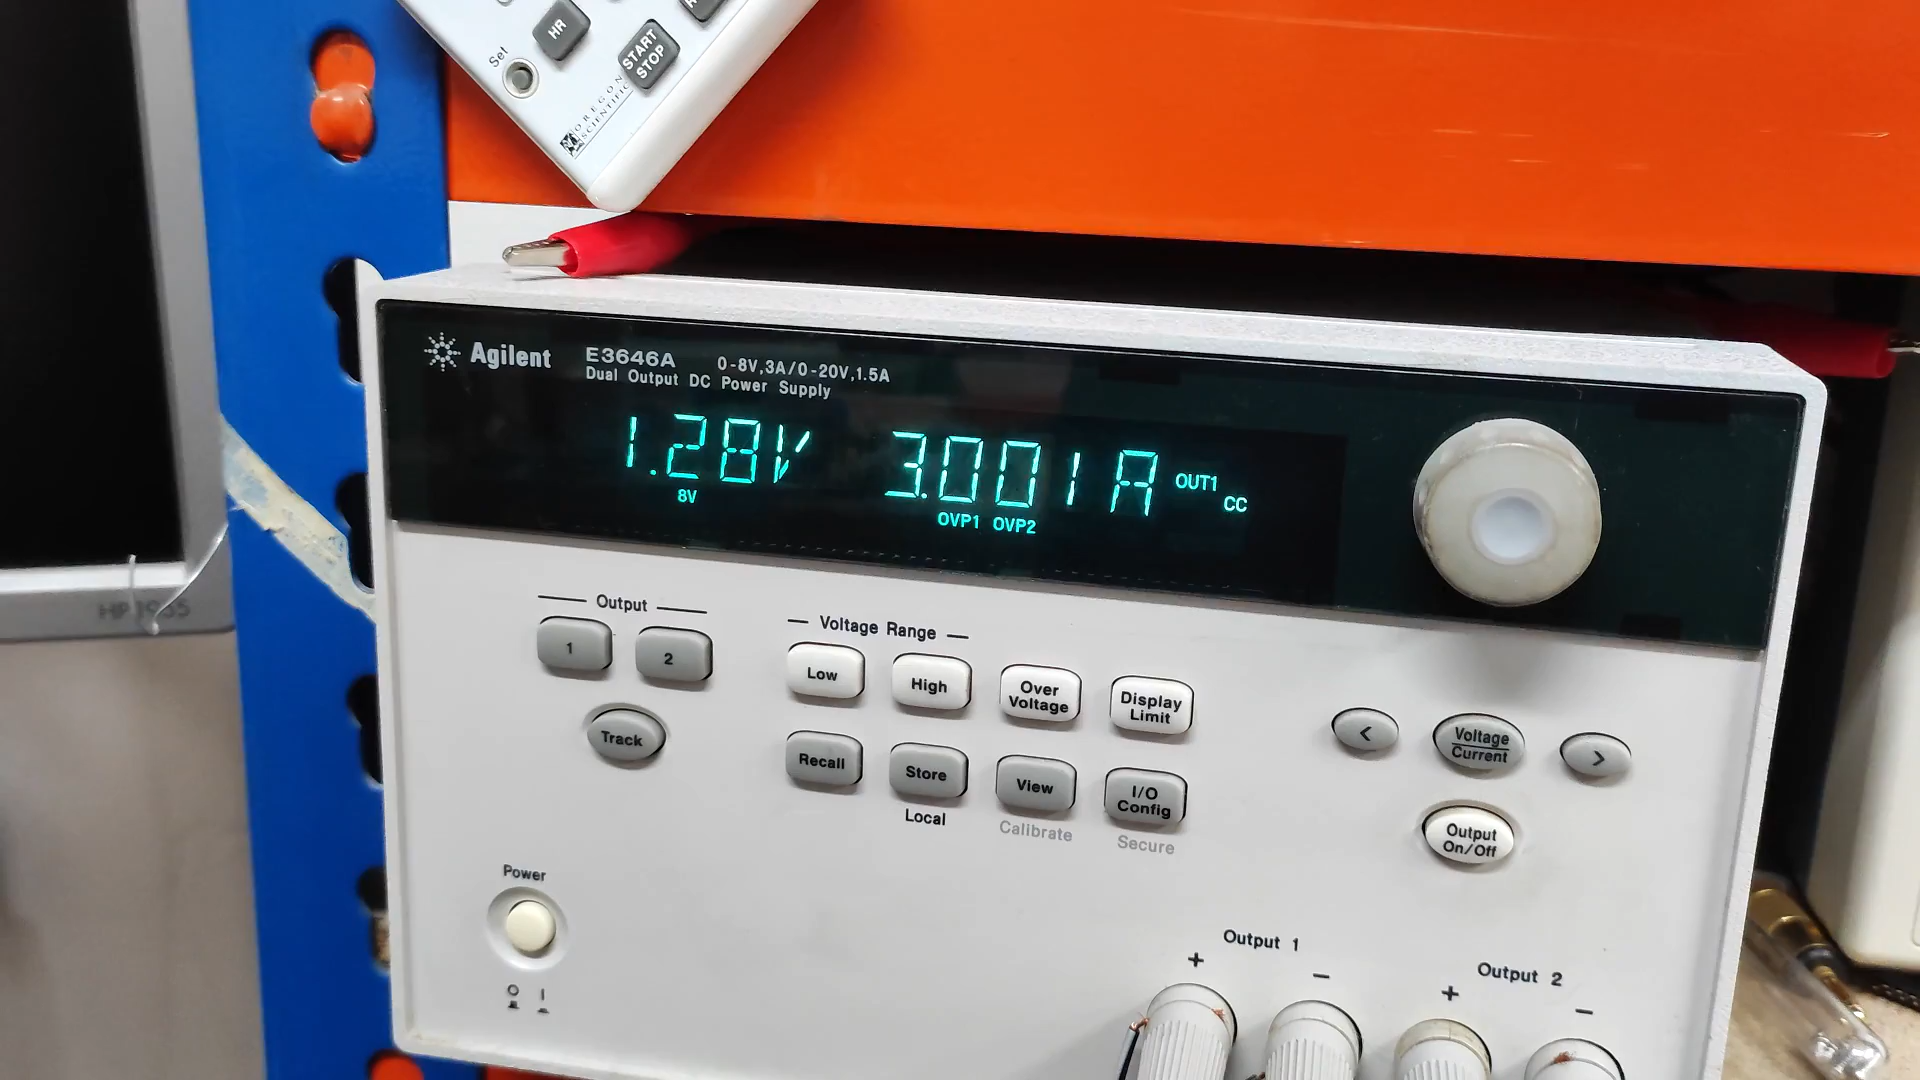 Sel
HR
START
STOP
OREGON
SCIENTIFIC
Agilent
E3646A 0-8V,3A/0-20V,1.5A
Dual Output DC Power Supply
1.28V 3.001A OUT1 CC
8V OVP1 OVP2
Output
1 2
Track
Voltage Range
Low High Over Voltage Display Limit
Recall Store View I/O Config
Local Calibrate Secure
< Voltage Current >
Output On/Off
Power
Output 1
+ −
Output 2
+ −